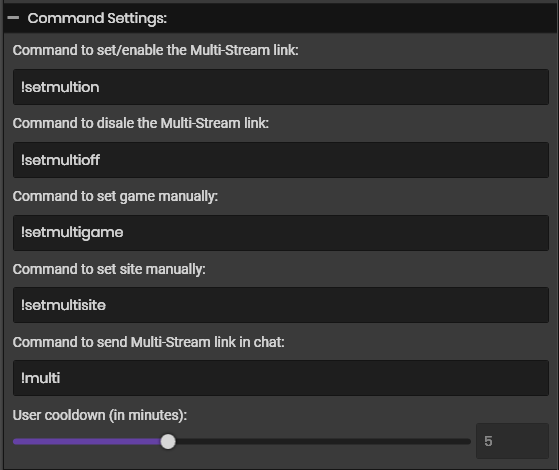 Command Settings:
Command to set/enable the Multi-Stream link:
!setmultion
Command to disale the Multi-Stream link:
!setmultioff
Command to set game manually:
!setmultigame
Command to set site manually:
!setmultisite
Command to send Multi-Stream link in chat:
!multi
User cooldown (in minutes):
5